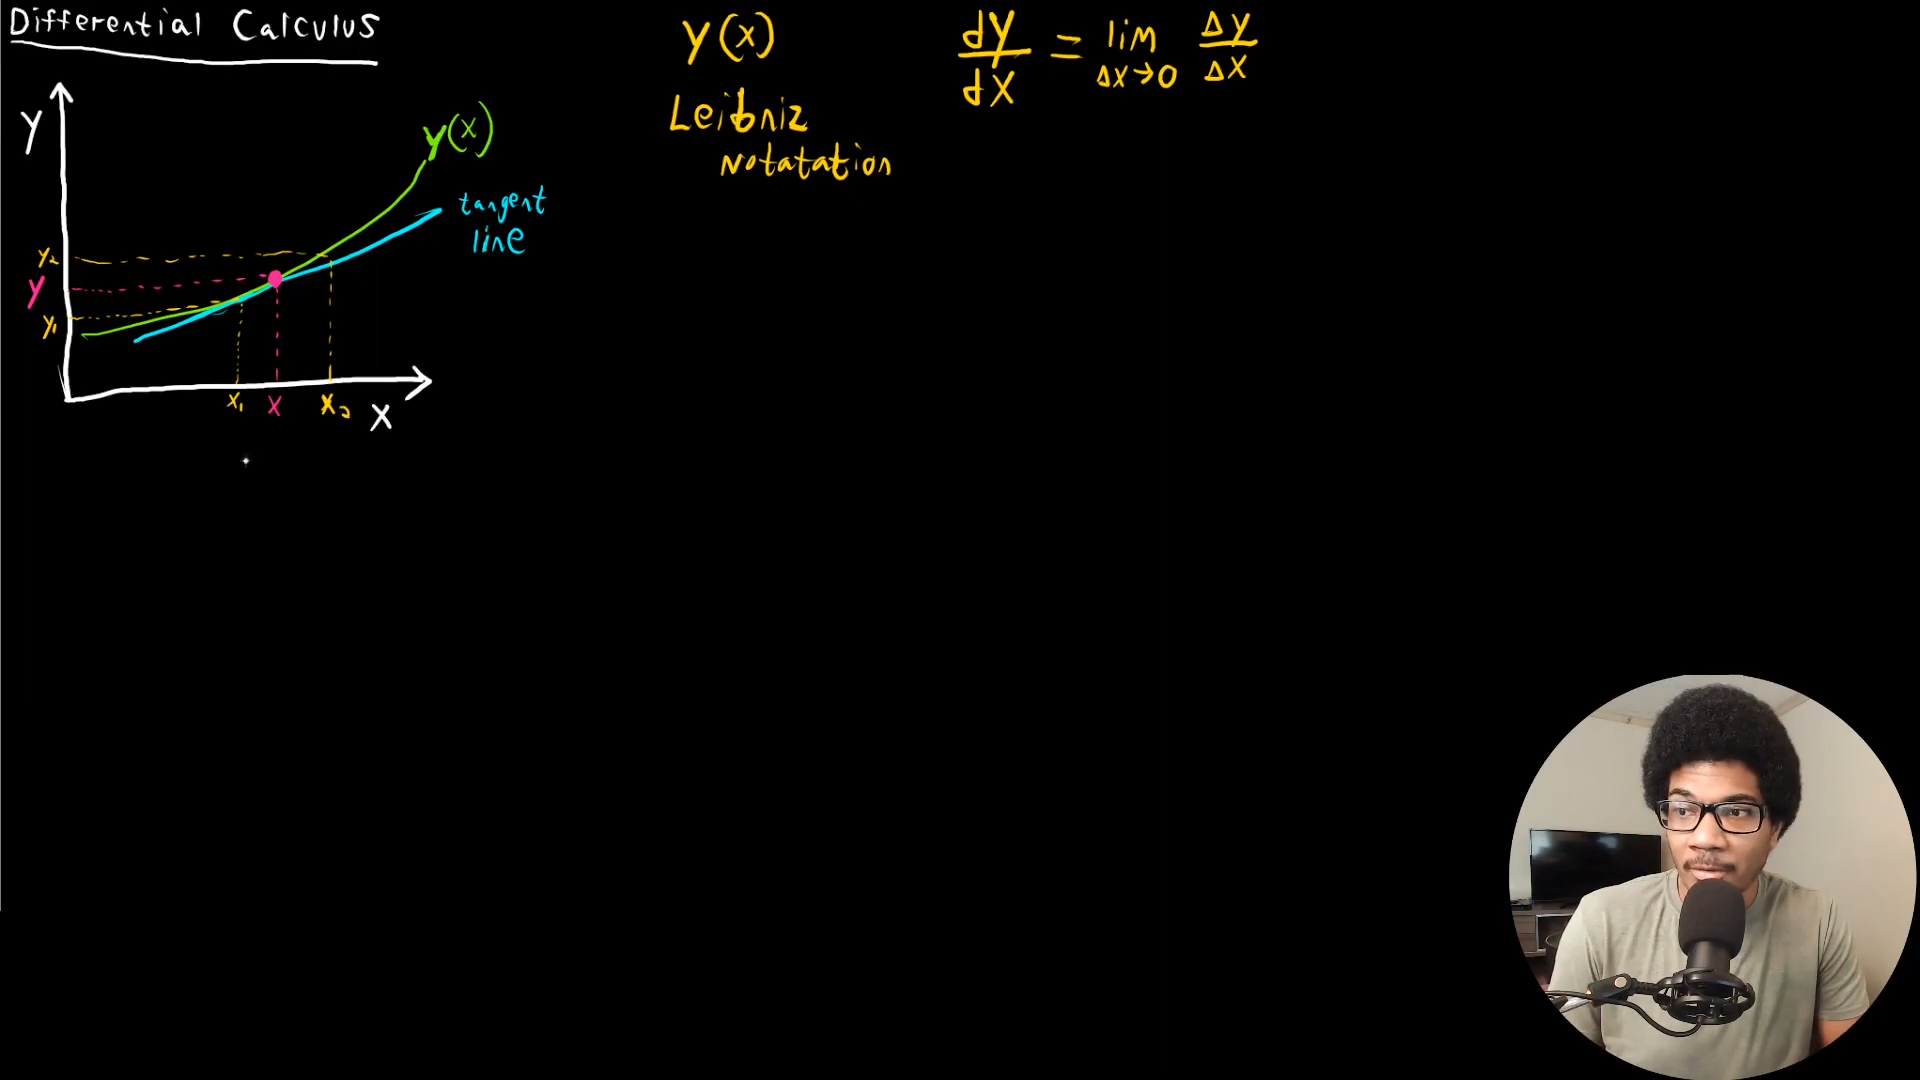 Differential Calculus
y(x)
dy/dx = lim Δx→0 Δy/Δx
Leibniz
Notatation
y
y(x)
tangent
line
y₂
y
y₁
x₁ x x₂
x